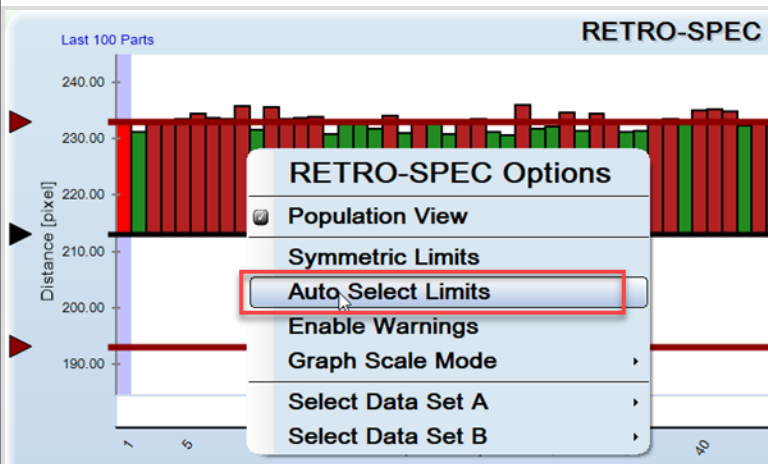 RETRO-SPEC
Last 100 Parts
240.00
230.00
220.00
210.00
200.00
190.00
Distance [pixel]
RETRO-SPEC Options
Population View
Symmetric Limits
Auto Select Limits
Enable Warnings
Graph Scale Mode
Select Data Set A
Select Data Set B
1
5
40